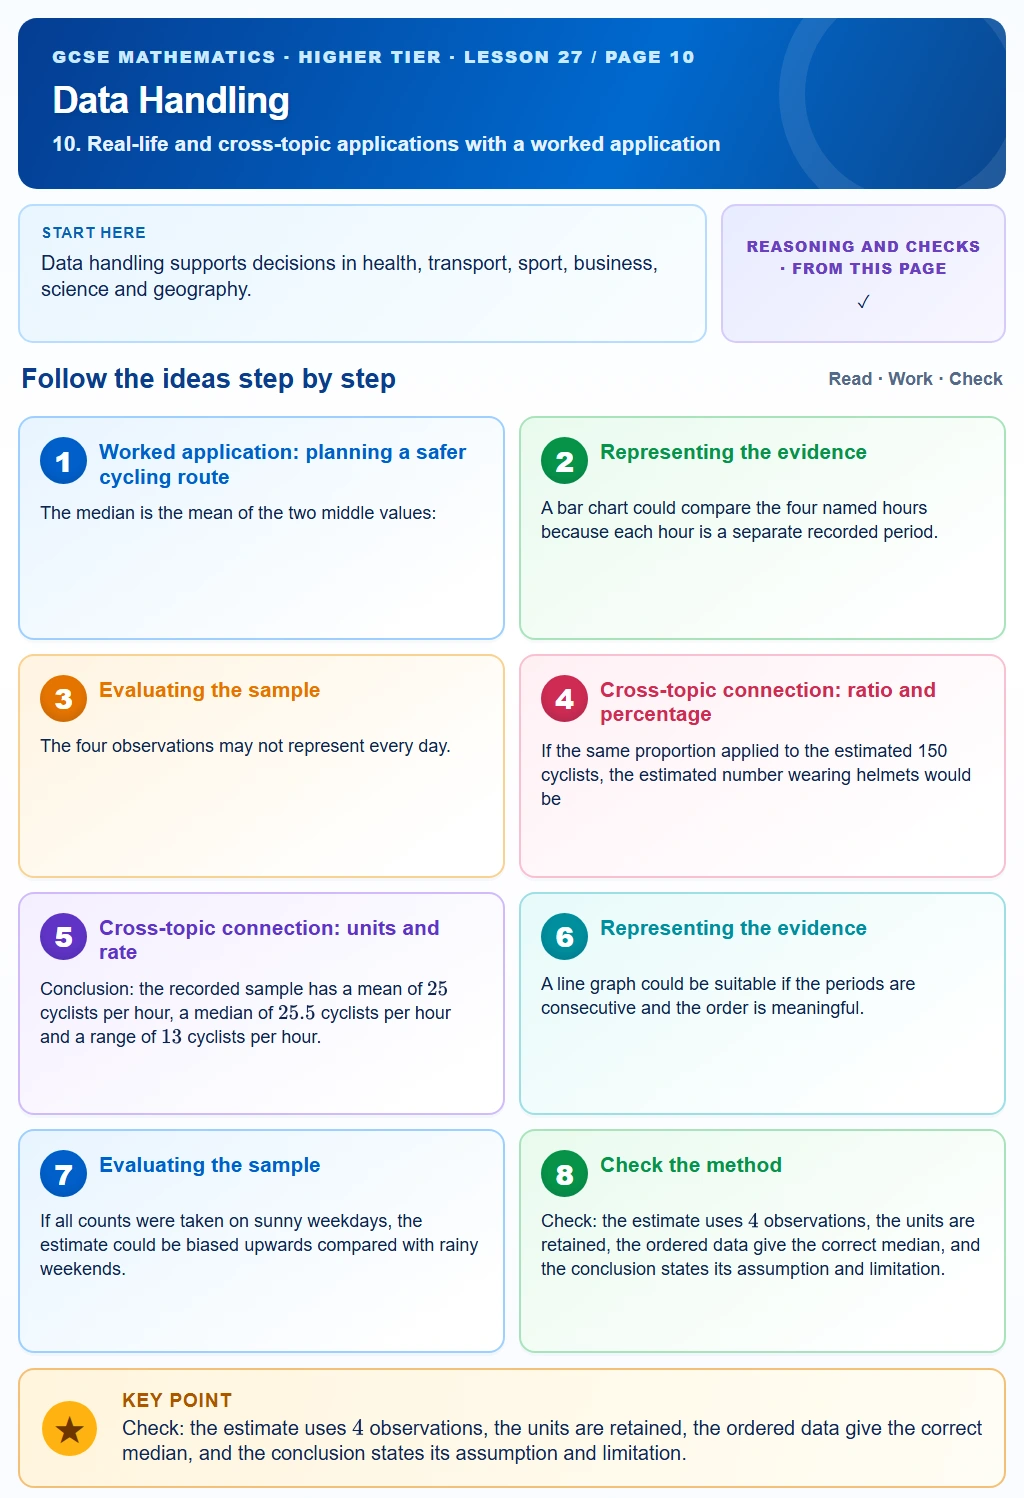 GCSE MATHEMATICS · HIGHER TIER · LESSON 27 / PAGE 10
Data Handling
10. Real-life and cross-topic applications with a worked application
START HERE
Data handling supports decisions in health, transport, sport, business,
science and geography.
REASONING AND CHECKS
· FROM THIS PAGE
✓
Follow the ideas step by step
Read · Work · Check
1
Worked application: planning a safer
cycling route
The median is the mean of the two middle values:
2
Representing the evidence
A bar chart could compare the four named hours
because each hour is a separate recorded period.
3
Evaluating the sample
The four observations may not represent every day.
4
Cross-topic connection: ratio and
percentage
If the same proportion applied to the estimated 150
cyclists, the estimated number wearing helmets would
be
5
Cross-topic connection: units and
rate
Conclusion: the recorded sample has a mean of 25
cyclists per hour, a median of 25.5 cyclists per hour
and a range of 13 cyclists per hour.
6
Representing the evidence
A line graph could be suitable if the periods are
consecutive and the order is meaningful.
7
Evaluating the sample
If all counts were taken on sunny weekdays, the
estimate could be biased upwards compared with rainy
weekends.
8
Check the method
Check: the estimate uses 4 observations, the units are
retained, the ordered data give the correct median, and
the conclusion states its assumption and limitation.
★
KEY POINT
Check: the estimate uses 4 observations, the units are retained, the ordered data give the correct
median, and the conclusion states its assumption and limitation.